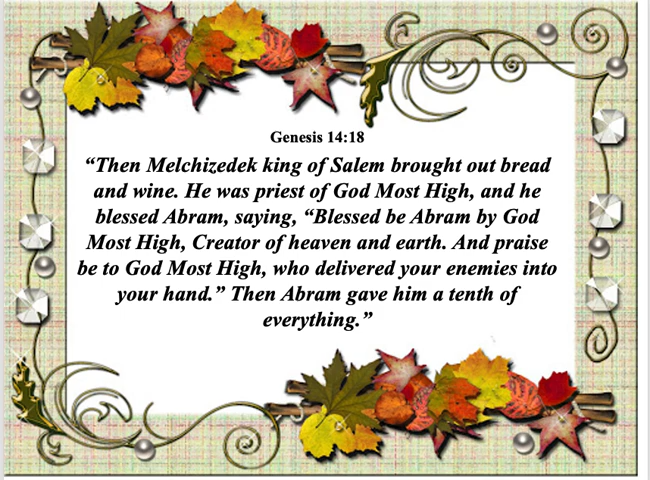 Genesis 14:18
“Then Melchizedek king of Salem brought out bread
and wine. He was priest of God Most High, and he
blessed Abram, saying, “Blessed be Abram by God
Most High, Creator of heaven and earth. And praise
be to God Most High, who delivered your enemies into
your hand.” Then Abram gave him a tenth of
everything.”